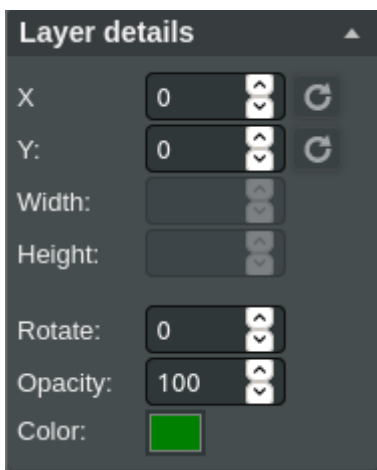 Layer details
X 0
Y: 0
Width:
Height:
Rotate: 0
Opacity: 100
Color: